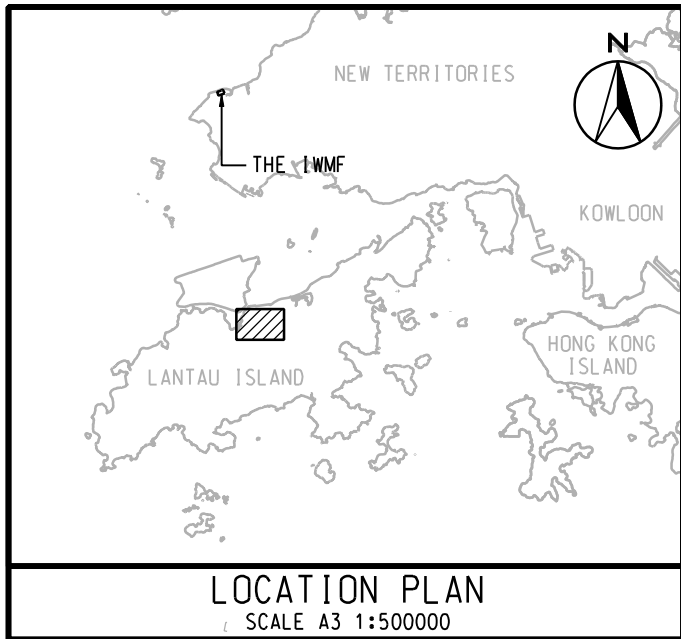 N
NEW TERRITORIES
THE IWMF
KOWLOON
HONG KONG
ISLAND
LANTAU ISLAND
LOCATION PLAN
SCALE A3 1:500000